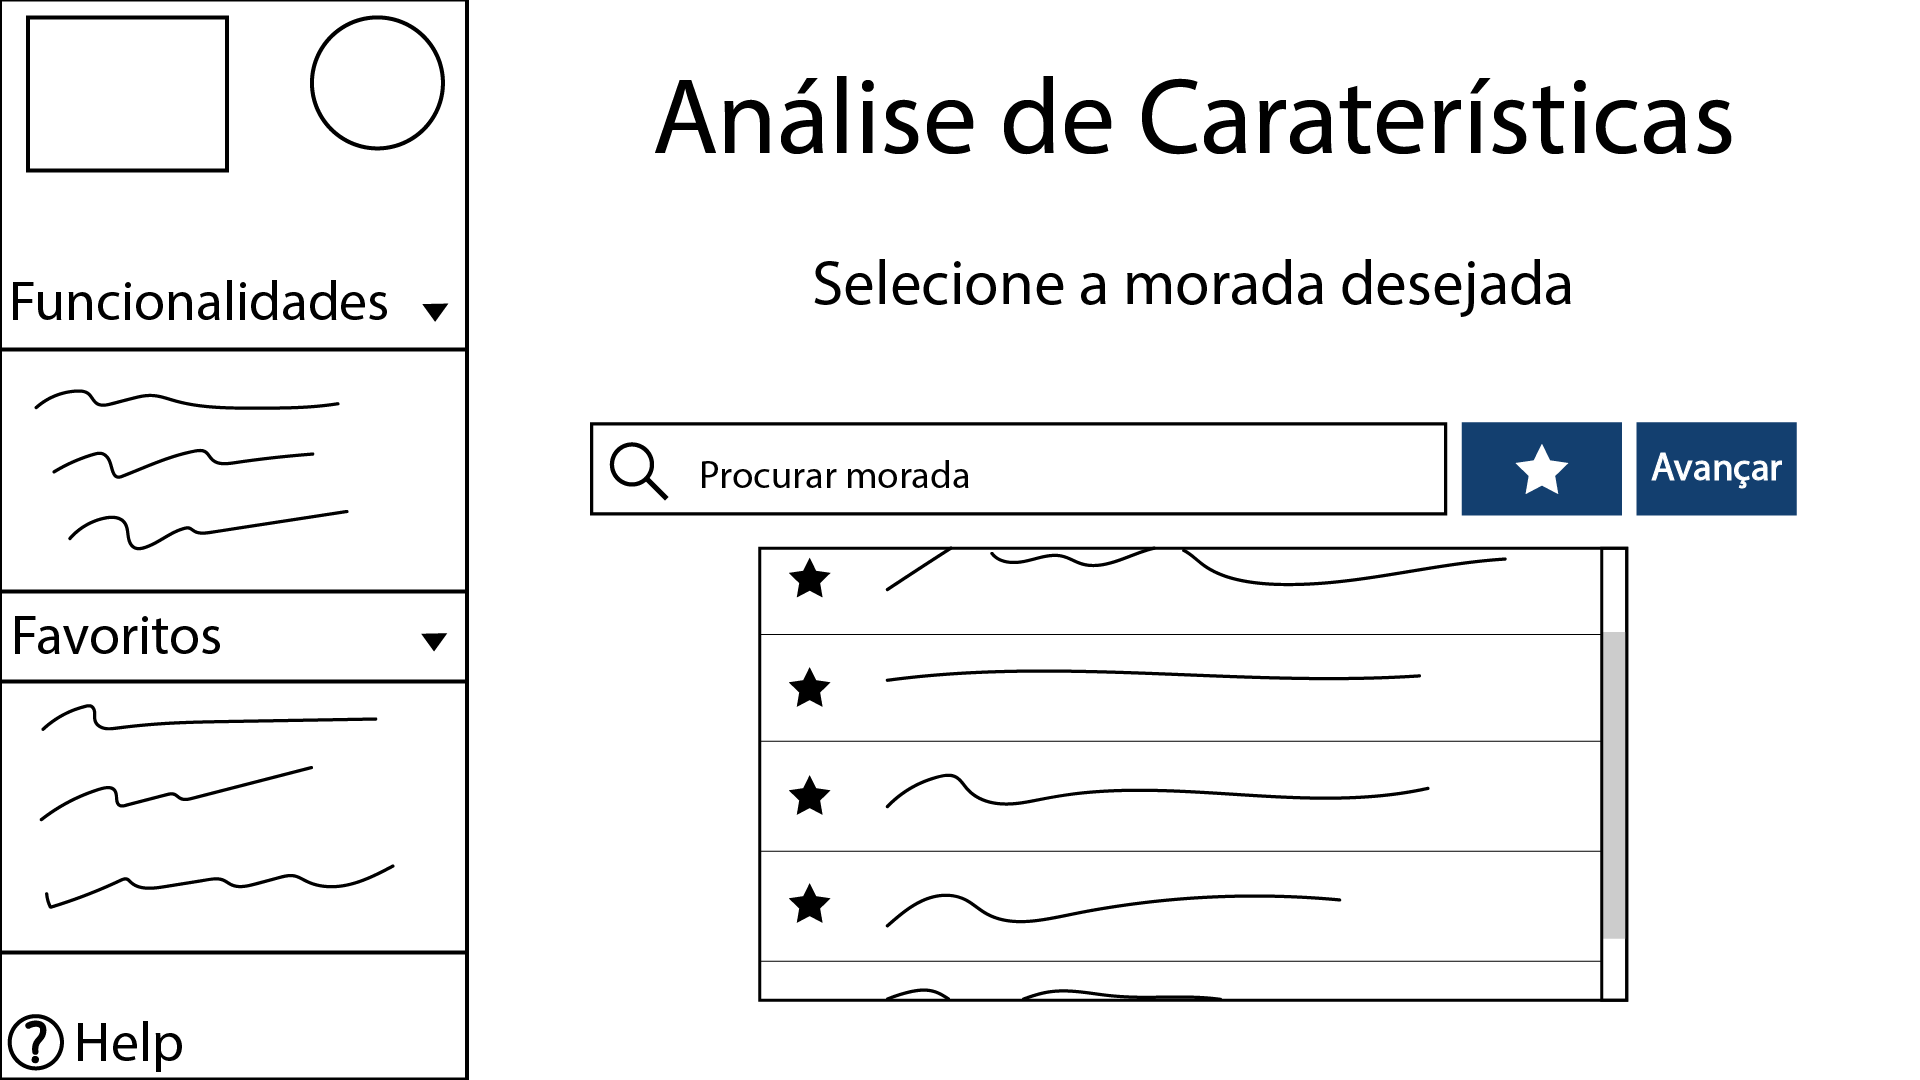 Análise de Caraterísticas
Selecione a morada desejada
Funcionalidades
Procurar morada
Avançar
Favoritos
? Help